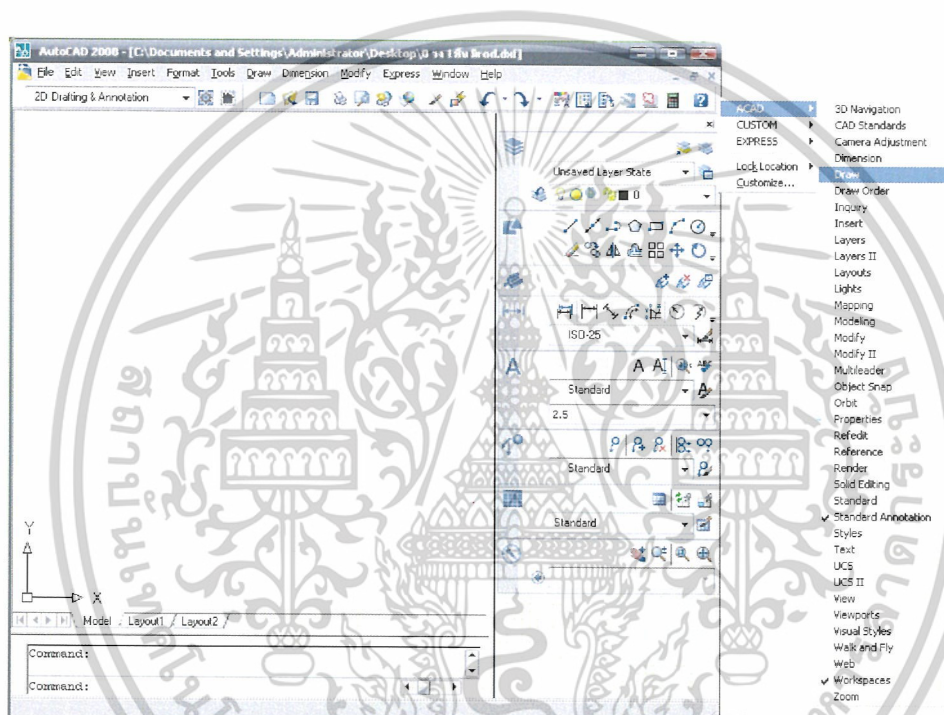 AutoCAD 2008 - [C:\Documents and Settings\Administrator\Desktop\
File Edit View Insert Format Tools Draw Dimension Modify Express Window Help
2D Drafting & Annotation
Unsaved Layer State
0
ISO-25
A AI ABC
Standard
2.5
Standard
Standard
Y
X
Model Layout1 Layout2
Command:
Command:
ACAD
CUSTOM
EXPRESS
Lock Location
Customize...
3D Navigation
CAD Standards
Camera Adjustment
Dimension
Draw
Draw Order
Inquiry
Insert
Layers
Layers II
Layouts
Lights
Mapping
Modeling
Modify
Modify II
Multileader
Object Snap
Orbit
Properties
Refedit
Reference
Render
Solid Editing
Standard
Standard Annotation
Styles
Text
UCS
UCS II
View
Viewports
Visual Styles
Walk and Fly
Web
Workspaces
Zoom